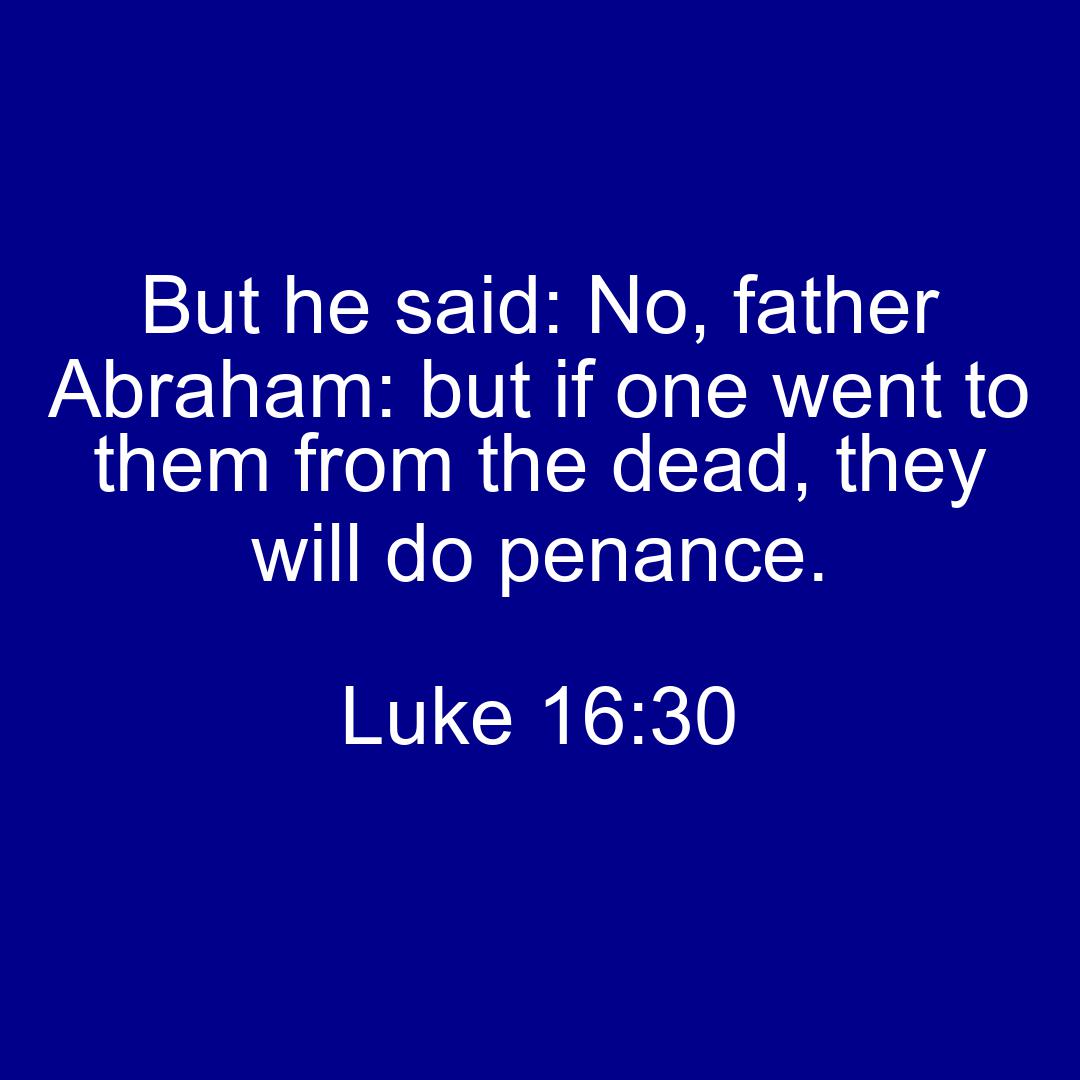 But he said: No, father
Abraham: but if one went to
them from the dead, they
will do penance.
Luke 16:30